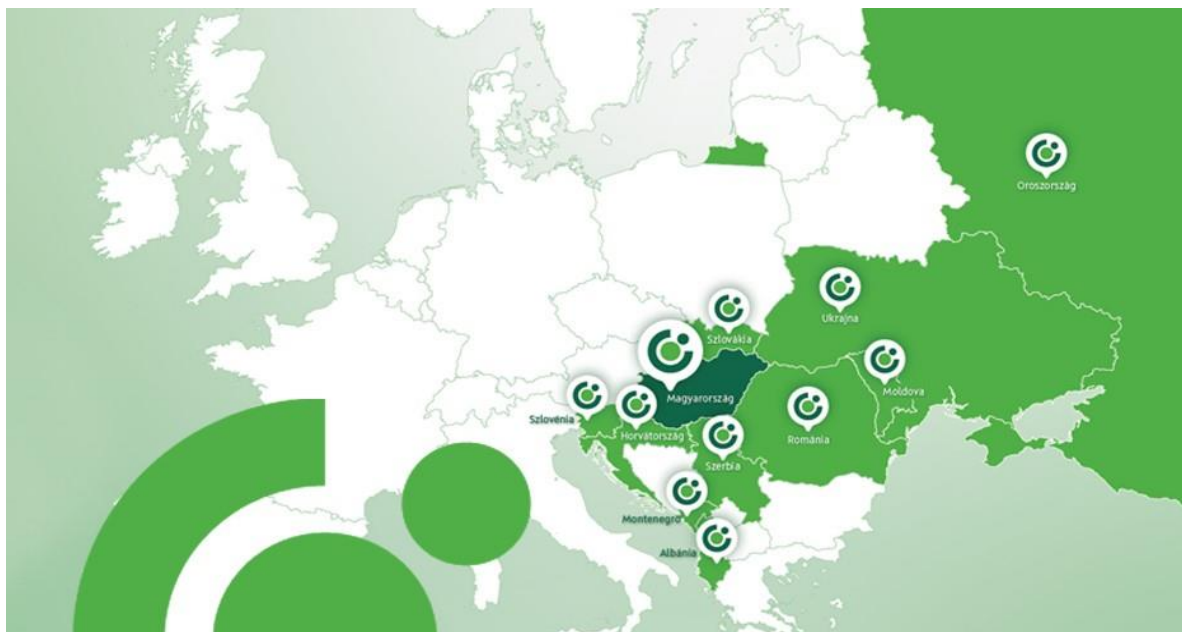 Oroszország
Ukrajna
Szlovákia
Moldova
Magyarország
Szlovénia
Horvátország
Románia
Szerbia
Montenegró
Albánia